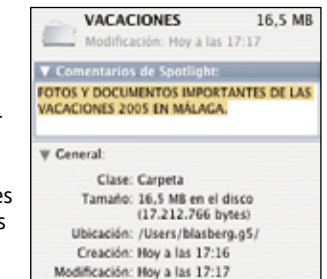 VACACIONES 16,5 MB
Modificación: Hoy a las 17:17
Comentarios de Spotlight:
FOTOS Y DOCUMENTOS IMPORTANTES DE LAS
VACACIONES 2005 EN MÁLAGA.
General:
Clase: Carpeta
Tamaño: 16,5 MB en el disco
(17.212.766 bytes)
Ubicación: /Users/blasberg.g5/
Creación: Hoy a las 17:16
Modificación: Hoy a las 17:17